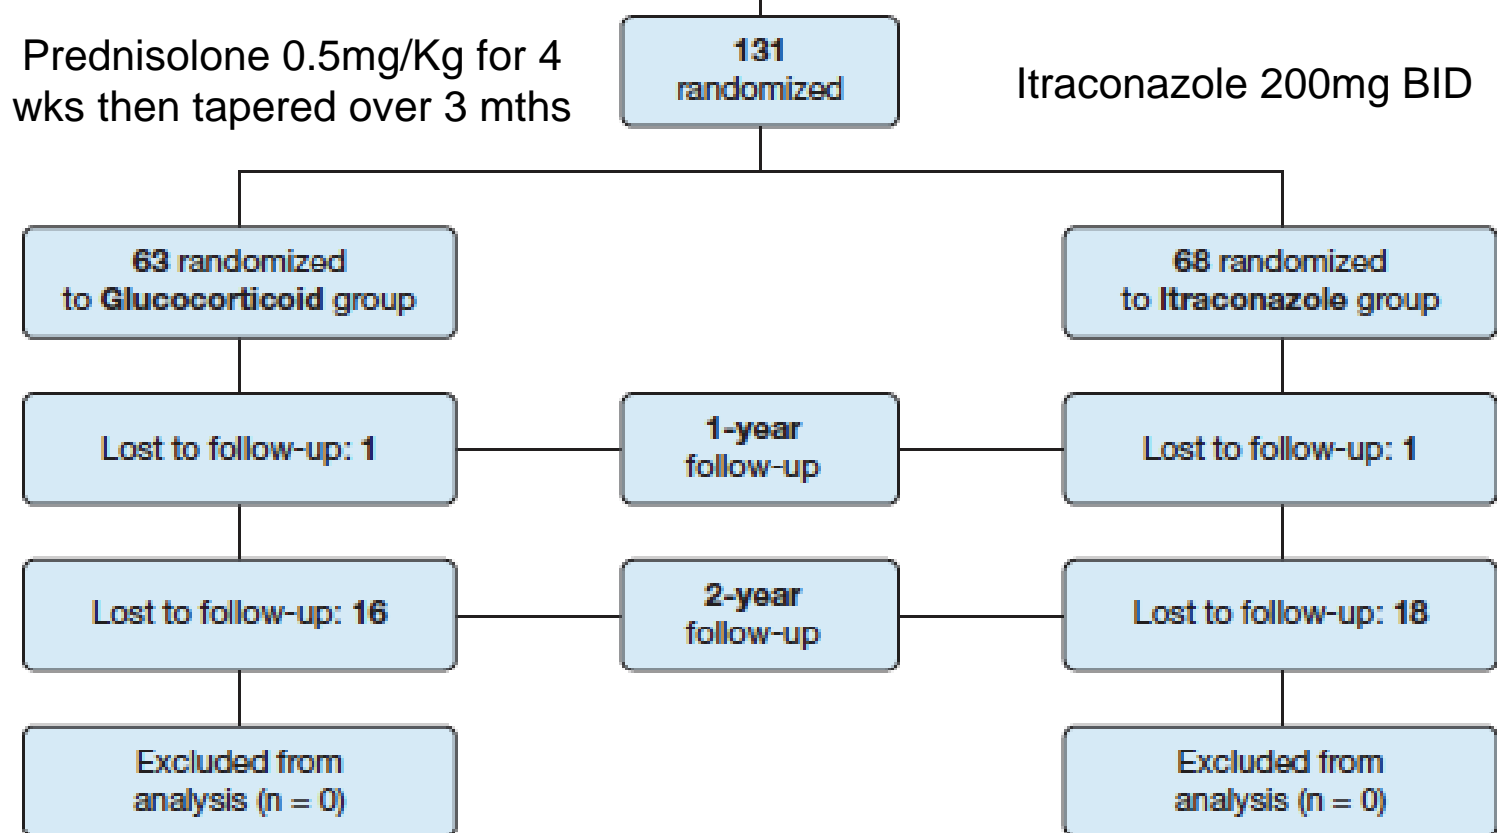 Prednisolone 0.5mg/Kg for 4
wks then tapered over 3 mths
131
randomized
Itraconazole 200mg BID
63 randomized
to Glucocorticoid group
68 randomized
to Itraconazole group
Lost to follow-up: 1
1-year
follow-up
Lost to follow-up: 1
Lost to follow-up: 16
2-year
follow-up
Lost to follow-up: 18
Excluded from
analysis (n = 0)
Excluded from
analysis (n = 0)